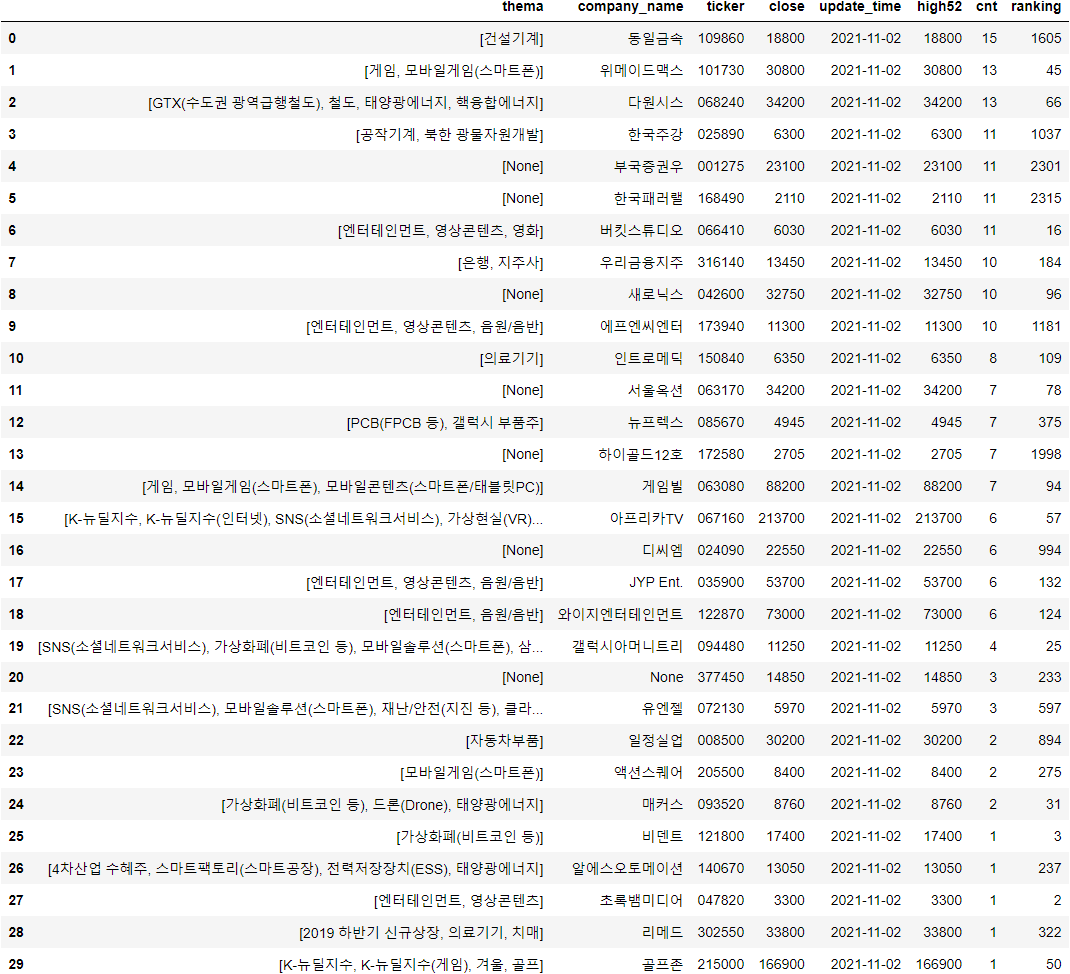 thema company_name ticker close update_time high52 cnt ranking
0 [건설기계] 동일금속 109860 18800 2021-11-02 18800 15 1605
1 [게임, 모바일게임(스마트폰)] 위메이드맥스 101730 30800 2021-11-02 30800 13 45
2 [GTX(수도권 광역급행철도), 철도, 태양광에너지, 핵융합에너지] 다원시스 068240 34200 2021-11-02 34200 13 66
3 [공작기계, 북한 광물자원개발] 한국주강 025890 6300 2021-11-02 6300 11 1037
4 [None] 부국증권우 001275 23100 2021-11-02 23100 11 2301
5 [None] 한국패러랠 168490 2110 2021-11-02 2110 11 2315
6 [엔터테인먼트, 영상콘텐츠, 영화] 버킷스튜디오 066410 6030 2021-11-02 6030 11 16
7 [은행, 지주사] 우리금융지주 316140 13450 2021-11-02 13450 10 184
8 [None] 새로닉스 042600 32750 2021-11-02 32750 10 96
9 [엔터테인먼트, 영상콘텐츠, 음원/음반] 에프엔씨엔터 173940 11300 2021-11-02 11300 10 1181
10 [의료기기] 인트로메딕 150840 6350 2021-11-02 6350 8 109
11 [None] 서울옥션 063170 34200 2021-11-02 34200 7 78
12 [PCB(FPCB 등), 갤럭시 부품주] 뉴프렉스 085670 4945 2021-11-02 4945 7 375
13 [None] 하이골드12호 172580 2705 2021-11-02 2705 7 1998
14 [게임, 모바일게임(스마트폰), 모바일콘텐츠(스마트폰/태블릿PC)] 게임빌 063080 88200 2021-11-02 88200 7 94
15 [K-뉴딜지수, K-뉴딜지수(인터넷), SNS(소셜네트워크서비스), 가상현실(VR)... 아프리카TV 067160 213700 2021-11-02 213700 6 57
16 [None] 디씨엠 024090 22550 2021-11-02 22550 6 994
17 [엔터테인먼트, 영상콘텐츠, 음원/음반] JYP Ent. 035900 53700 2021-11-02 53700 6 132
18 [엔터테인먼트, 음원/음반] 와이지엔터테인먼트 122870 73000 2021-11-02 73000 6 124
19 [SNS(소셜네트워크서비스), 가상화폐(비트코인 등), 모바일솔루션(스마트폰), 삼... 갤럭시아머니트리 094480 11250 2021-11-02 11250 4 25
20 [None] None 377450 14850 2021-11-02 14850 3 233
21 [SNS(소셜네트워크서비스), 모바일솔루션(스마트폰), 재난/안전(지진 등), 클라... 유엔젤 072130 5970 2021-11-02 5970 3 597
22 [자동차부품] 일정실업 008500 30200 2021-11-02 30200 2 894
23 [모바일게임(스마트폰)] 액션스퀘어 205500 8400 2021-11-02 8400 2 275
24 [가상화폐(비트코인 등), 드론(Drone), 태양광에너지] 매커스 093520 8760 2021-11-02 8760 2 31
25 [가상화폐(비트코인 등)] 비덴트 121800 17400 2021-11-02 17400 1 3
26 [4차산업 수혜주, 스마트팩토리(스마트공장), 전력저장장치(ESS), 태양광에너지] 알에스오토메이션 140670 13050 2021-11-02 13050 1 237
27 [엔터테인먼트, 영상콘텐츠] 초록뱀미디어 047820 3300 2021-11-02 3300 1 2
28 [2019 하반기 신규상장, 의료기기, 치매] 리메드 302550 33800 2021-11-02 33800 1 322
29 [K-뉴딜지수, K-뉴딜지수(게임), 겨울, 골프] 골프존 215000 166900 2021-11-02 166900 1 50